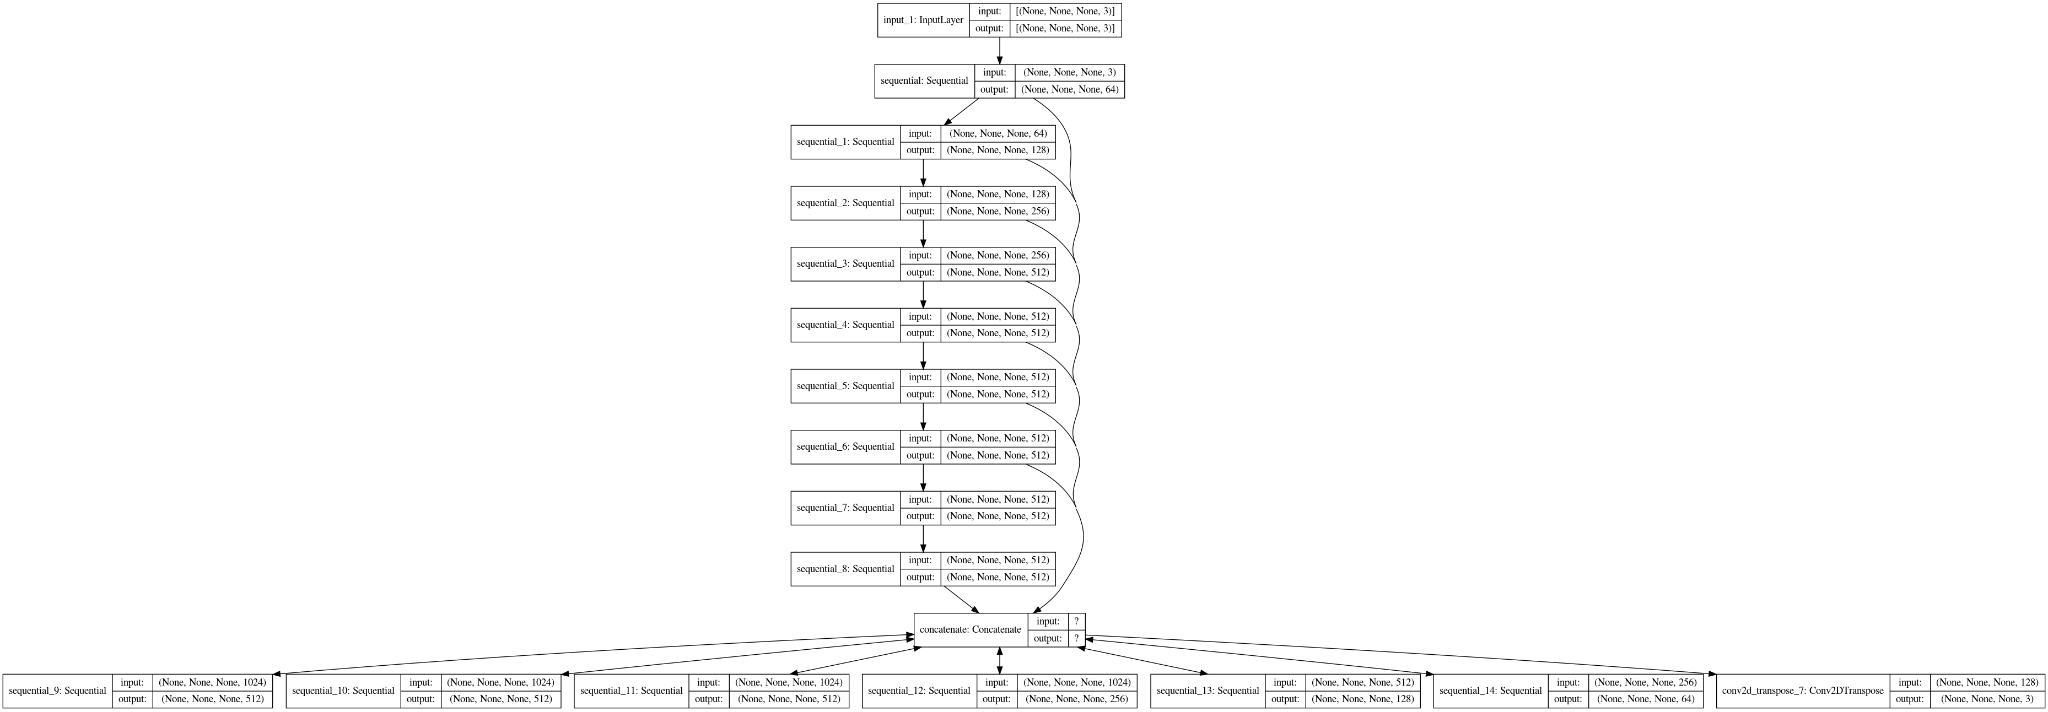 input_1: InputLayer
input: [(None, None, None, 3)]
output: [(None, None, None, 3)]
sequential: Sequential
input: (None, None, None, 3)
output: (None, None, None, 64)
sequential_1: Sequential
input: (None, None, None, 64)
output: (None, None, None, 128)
sequential_2: Sequential
input: (None, None, None, 128)
output: (None, None, None, 256)
sequential_3: Sequential
input: (None, None, None, 256)
output: (None, None, None, 512)
sequential_4: Sequential
input: (None, None, None, 512)
output: (None, None, None, 512)
sequential_5: Sequential
input: (None, None, None, 512)
output: (None, None, None, 512)
sequential_6: Sequential
input: (None, None, None, 512)
output: (None, None, None, 512)
sequential_7: Sequential
input: (None, None, None, 512)
output: (None, None, None, 512)
sequential_8: Sequential
input: (None, None, None, 512)
output: (None, None, None, 512)
concatenate: Concatenate
input: ?
output: ?
sequential_9: Sequential
input: (None, None, None, 1024)
output: (None, None, None, 512)
sequential_10: Sequential
input: (None, None, None, 1024)
output: (None, None, None, 512)
sequential_11: Sequential
input: (None, None, None, 1024)
output: (None, None, None, 512)
sequential_12: Sequential
input: (None, None, None, 1024)
output: (None, None, None, 256)
sequential_13: Sequential
input: (None, None, None, 512)
output: (None, None, None, 128)
sequential_14: Sequential
input: (None, None, None, 256)
output: (None, None, None, 64)
conv2d_transpose_7: Conv2DTranspose
input: (None, None, None, 128)
output: (None, None, None, 3)